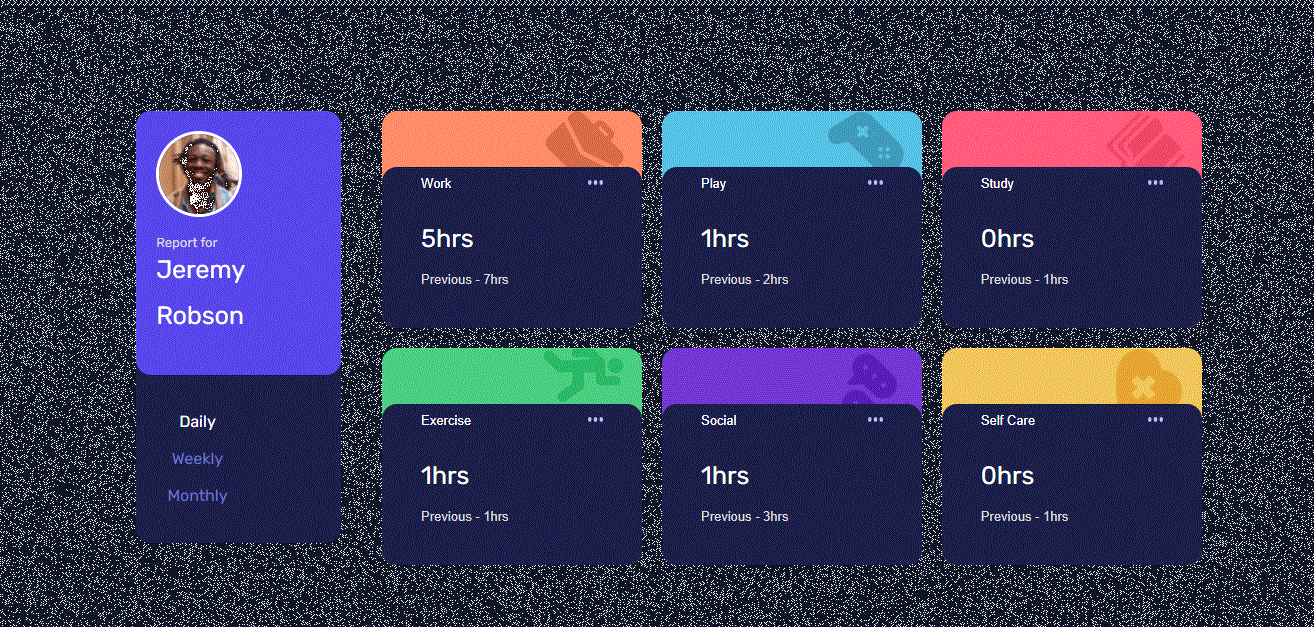 Report for
Jeremy
Robson
Daily
Weekly
Monthly
Work
5hrs
Previous - 7hrs
Play
1hrs
Previous - 2hrs
Study
0hrs
Previous - 1hrs
Exercise
1hrs
Previous - 1hrs
Social
1hrs
Previous - 3hrs
Self Care
0hrs
Previous - 1hrs